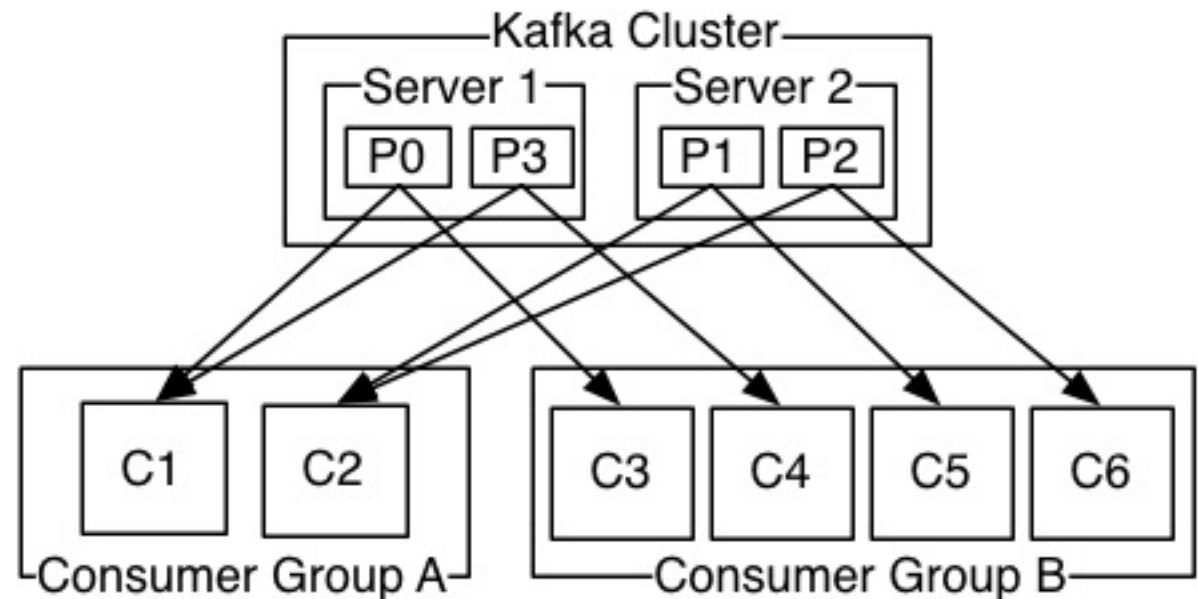 Kafka Cluster
Server 1 Server 2
P0 P3 P1 P2
C1 C2 C3 C4 C5 C6
Consumer Group A Consumer Group B